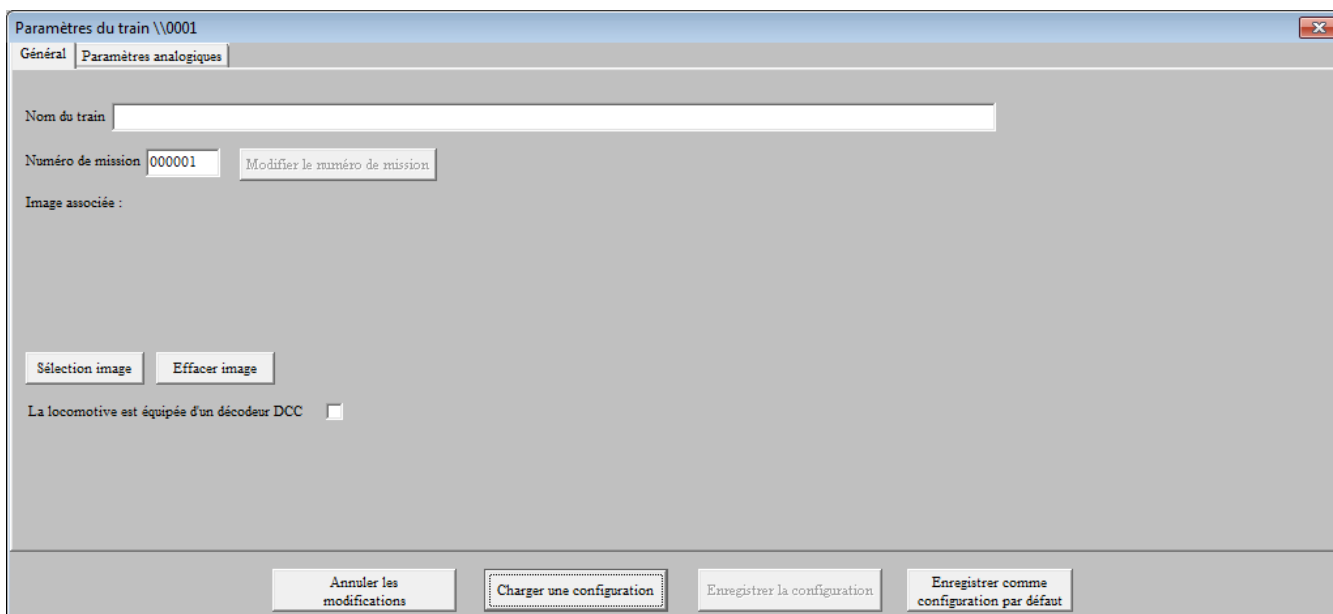 Paramètres du train \\0001
Général Paramètres analogiques
Nom du train
Numéro de mission 000001 Modifier le numéro de mission
Image associée :
Sélection image Effacer image
La locomotive est équipée d'un décodeur DCC
Annuler les modifications
Charger une configuration
Enregistrer la configuration
Enregistrer comme configuration par défaut